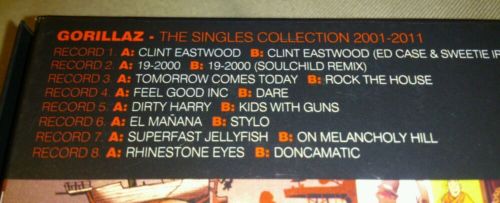 GORILLAZ - THE SINGLES COLLECTION 2001-2011
RECORD 1. A: CLINT EASTWOOD B: CLINT EASTWOOD (ED CASE & SWEETIE
RECORD 2. A: 19-2000 B: 19-2000 (SOULCHILD REMIX)
RECORD 3. A: TOMORROW COMES TODAY B: ROCK THE HOUSE
RECORD 4. A: FEEL GOOD INC B: DARE
RECORD 5. A: DIRTY HARRY B: KIDS WITH GUNS
RECORD 6. A: EL MAÑANA B: STYLO
RECORD 7. A: SUPERFAST JELLYFISH B: ON MELANCHOLY HILL
RECORD 8. A: RHINESTONE EYES B: DONCAMATIC